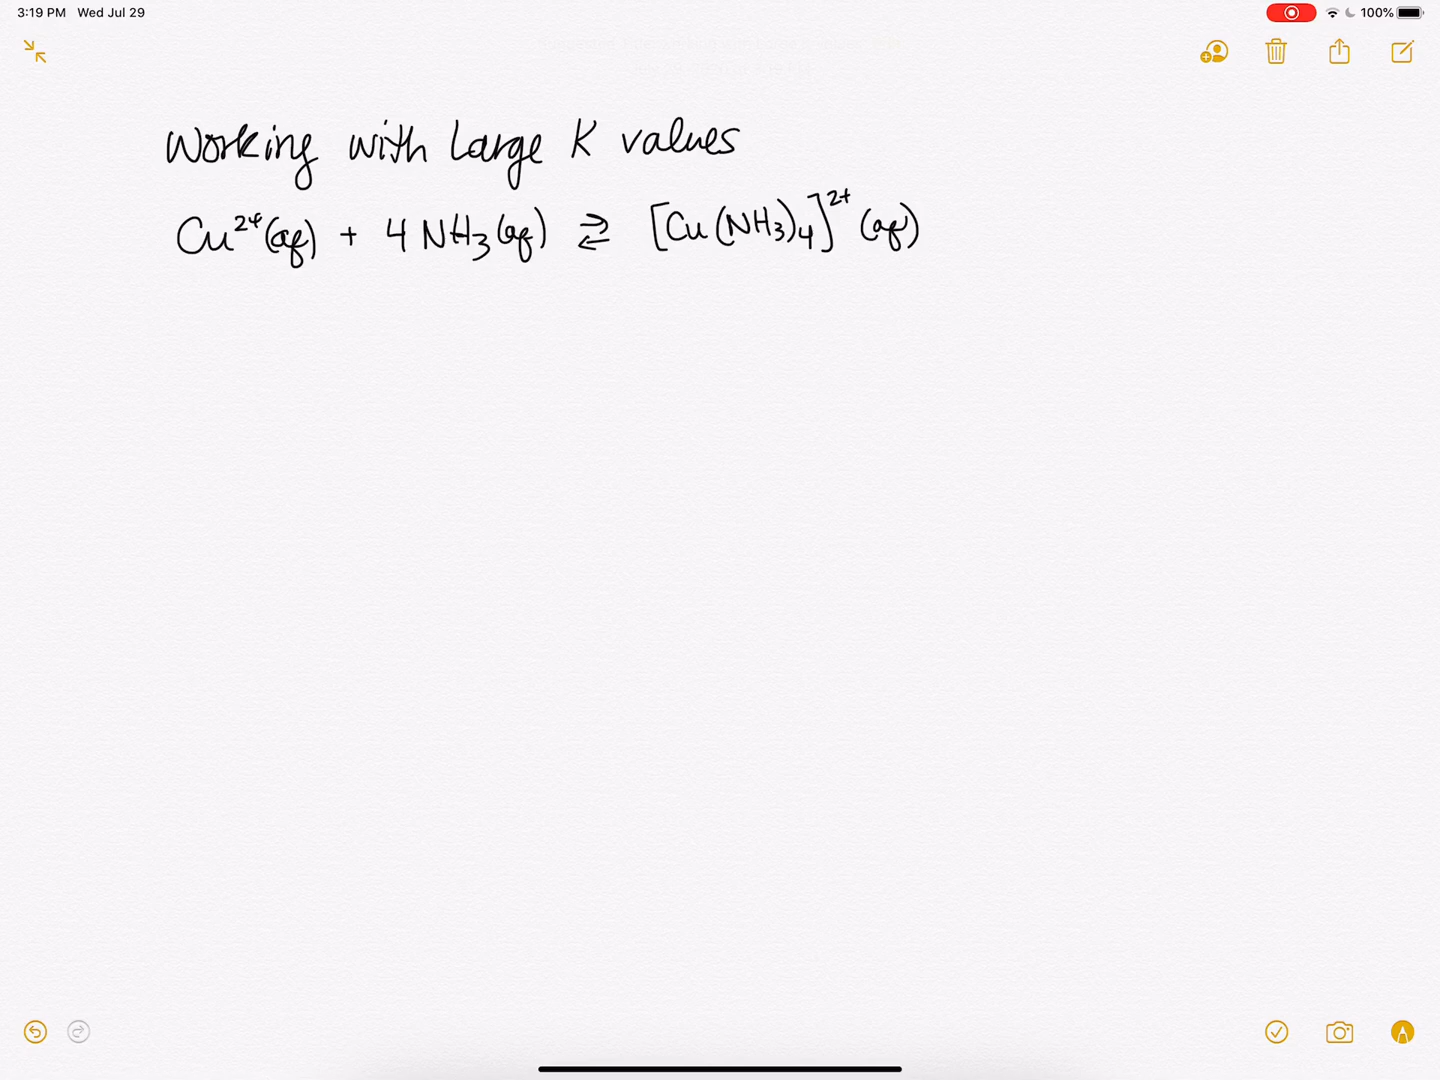 3:19 PM Wed Jul 29
100%
Working with Large K values
Cu²⁺(aq) + 4 NH₃(aq) ⇄ [Cu(NH₃)₄]²⁺(aq)